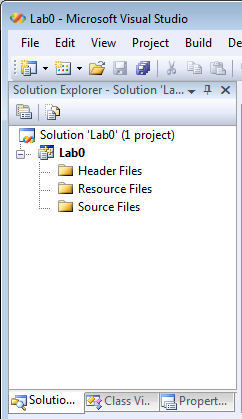 Lab0 - Microsoft Visual Studio
File Edit View Project Build De
Solution Explorer - Solution 'La...
Solution 'Lab0' (1 project)
Lab0
Header Files
Resource Files
Source Files
Solutio... Class Vi... Propert...